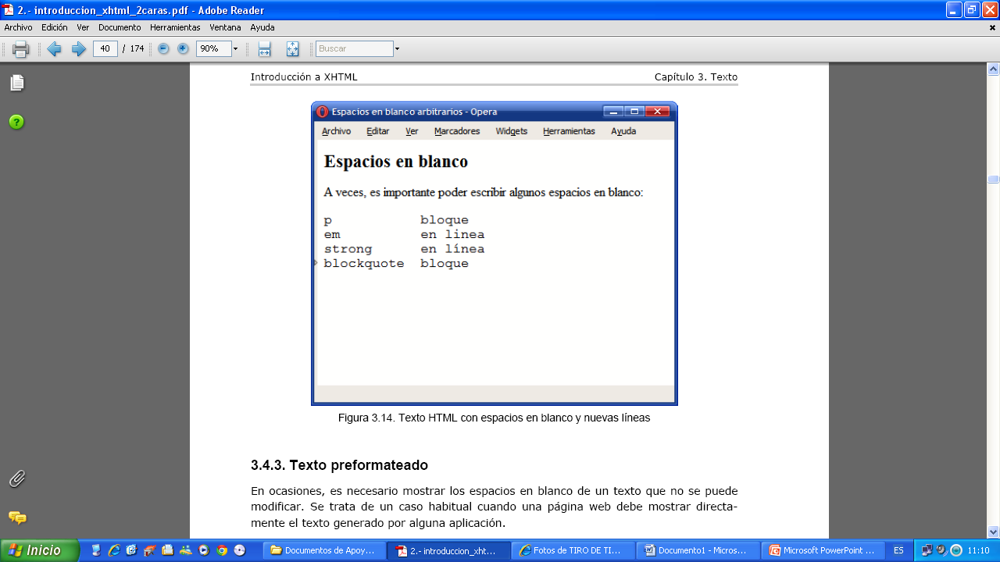 2.- introduccion_xhtml_2caras.pdf - Adobe Reader
Archivo Edición Ver Documento Herramientas Ventana Ayuda
40 / 174 90% Buscar
Introducción a XHTML Capítulo 3. Texto
Espacios en blanco arbitrarios - Opera
Archivo Editar Ver Marcadores Widgets Herramientas Ayuda
Espacios en blanco
A veces, es importante poder escribir algunos espacios en blanco:
p bloque
em en linea
strong en línea
blockquote bloque
Figura 3.14. Texto HTML con espacios en blanco y nuevas líneas
3.4.3. Texto preformateado
En ocasiones, es necesario mostrar los espacios en blanco de un texto que no se puede
modificar. Se trata de un caso habitual cuando una página web debe mostrar directa-
mente el texto generado por alguna aplicación.
Inicio Documentos de Apoy... 2.- introduccion_xht... Fotos de TIRO DE TI... Documento1 - Micros... Microsoft PowerPoint ... ES 11:10